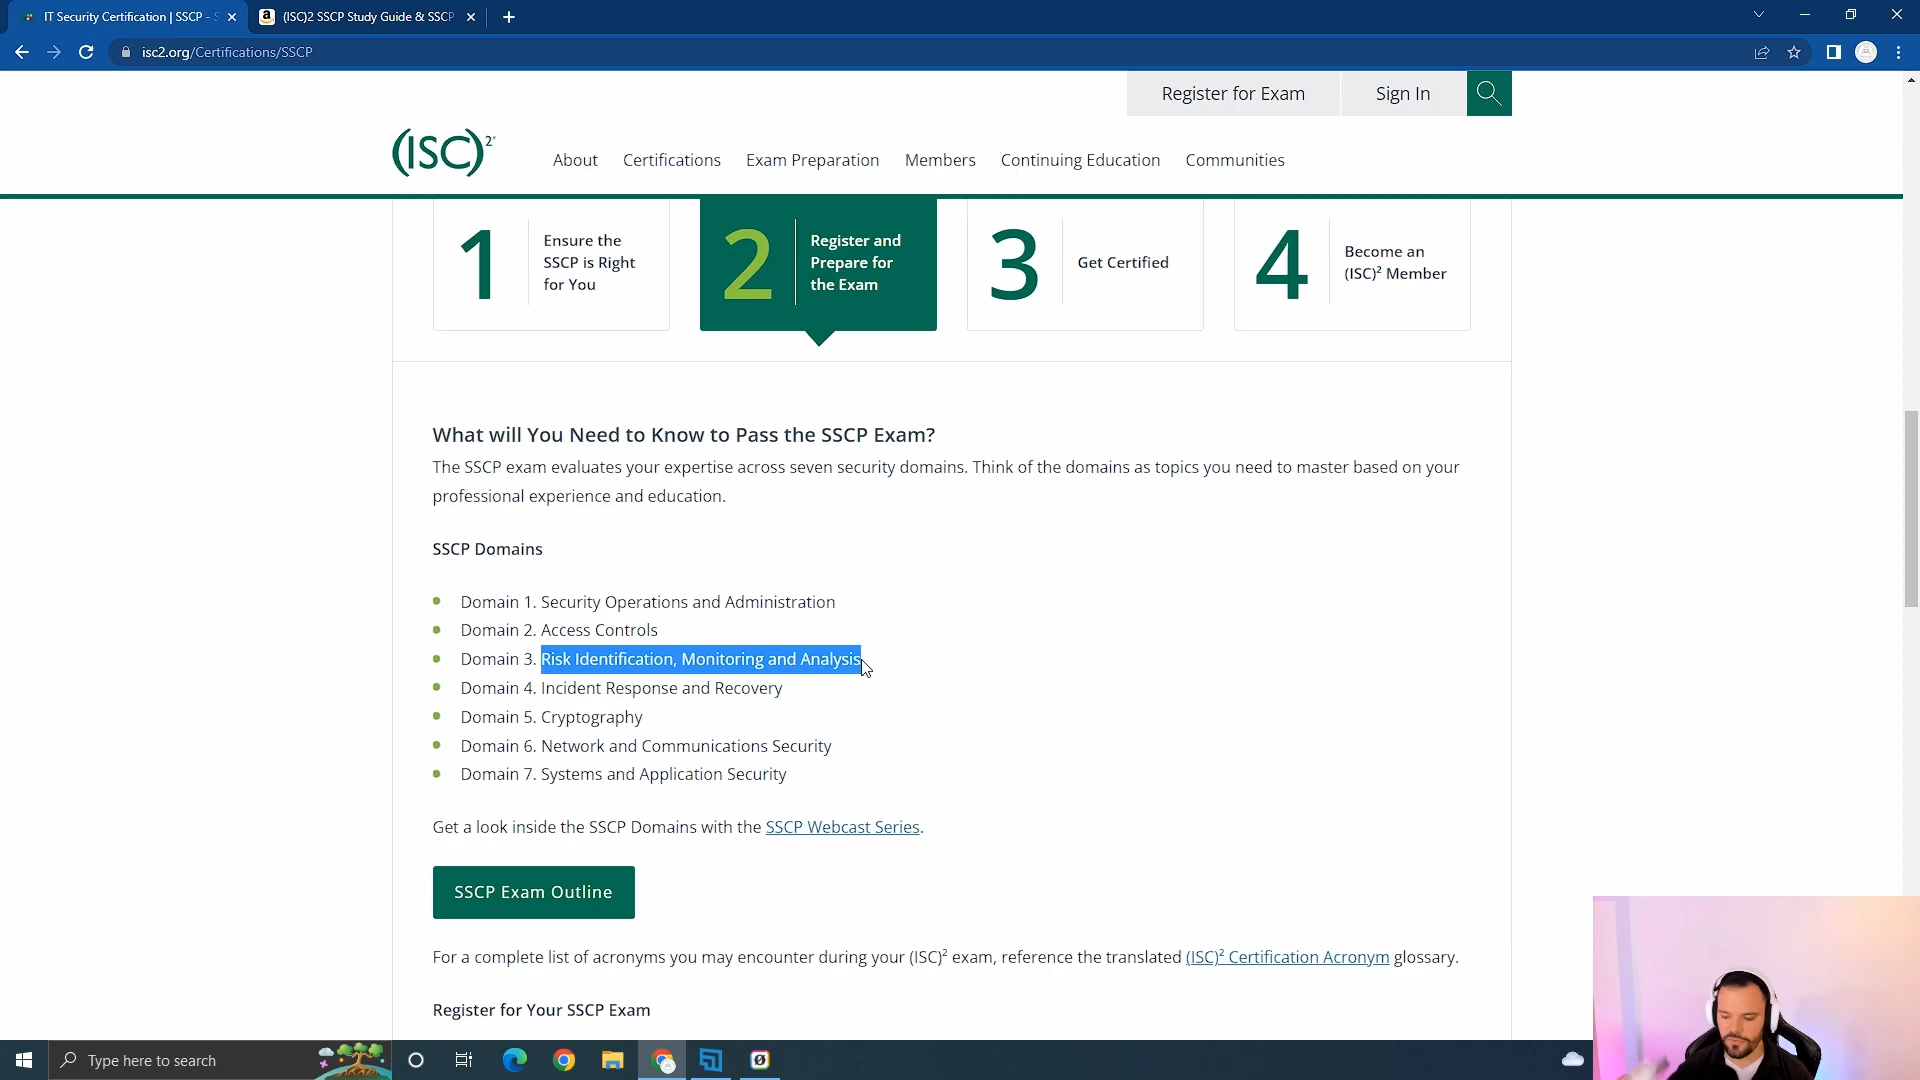 IT Security Certification | SSCP - S
(ISC)2 SSCP Study Guide & SSCP
isc2.org/Certifications/SSCP
Register for Exam
Sign In
(ISC)²
About
Certifications
Exam Preparation
Members
Continuing Education
Communities
1
Ensure the
SSCP is Right
for You
2
Register and
Prepare for
the Exam
3
Get Certified
4
Become an
(ISC)² Member
What will You Need to Know to Pass the SSCP Exam?
The SSCP exam evaluates your expertise across seven security domains. Think of the domains as topics you need to master based on your
professional experience and education.
SSCP Domains
Domain 1. Security Operations and Administration
Domain 2. Access Controls
Domain 3. Risk Identification, Monitoring and Analysis
Domain 4. Incident Response and Recovery
Domain 5. Cryptography
Domain 6. Network and Communications Security
Domain 7. Systems and Application Security
Get a look inside the SSCP Domains with the SSCP Webcast Series.
SSCP Exam Outline
For a complete list of acronyms you may encounter during your (ISC)² exam, reference the translated (ISC)² Certification Acronym glossary.
Register for Your SSCP Exam
Type here to search